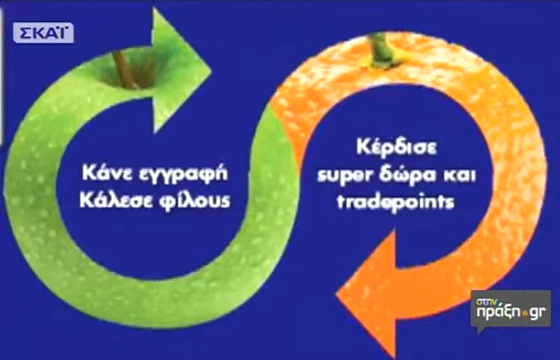 ΣΚΑΪ
Κάνε εγγραφή
Κάλεσε φίλους
Κέρδισε
super δώρα και
tradepoints
στην
πράξη.gr